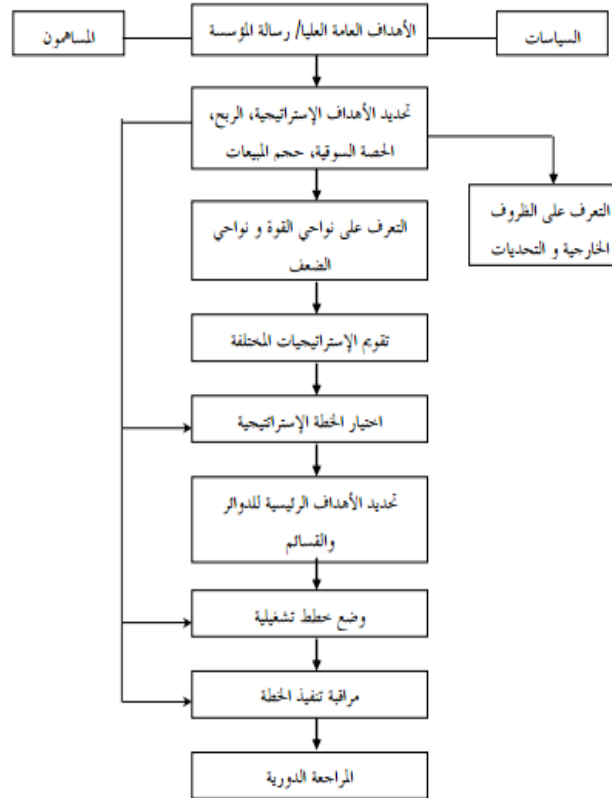 السياسات
الأهداف العامة العليا/ رسالة المؤسسة
المساهمون
تحديد الأهداف الإستراتيجية، الربح،
الحصة السوقية، حجم المبيعات
التعرف على الظروف
الخارجية و التحديات
التعرف على نواحي القوة و نواحي
الضعف
تقويم الإستراتيجيات المختلفة
اختيار الخطة الإستراتيجية
تحديد الأهداف الرئيسية للدوائر
والقسائم
وضع خطط تشغيلية
مراقبة تنفيذ الخطة
المراجعة الدورية